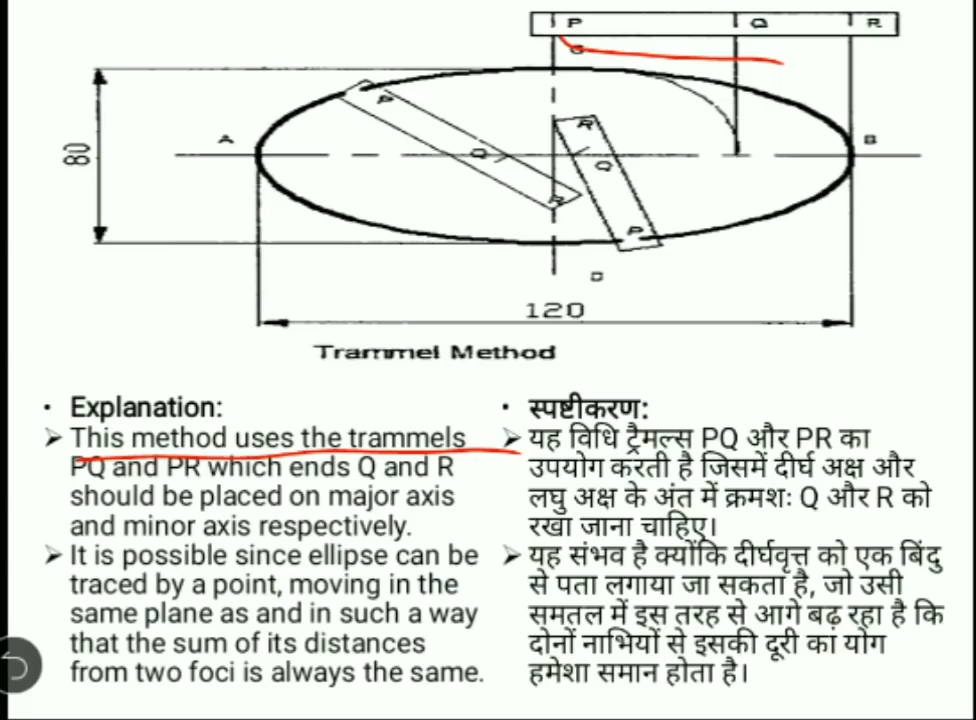 P Q R
C
P
A
Q
R
Q
B
80
R
P
D
120
Trammel Method
• Explanation:
➢ This method uses the trammels
PQ and PR which ends Q and R
should be placed on major axis
and minor axis respectively.
➢ It is possible since ellipse can be
traced by a point, moving in the
same plane as and in such a way
that the sum of its distances
from two foci is always the same.
• स्पष्टीकरण:
➢ यह विधि ट्रैमल्स PQ और PR का
उपयोग करती है जिसमें दीर्घ अक्ष और
लघु अक्ष के अंत में क्रमशः Q और R को
रखा जाना चाहिए।
➢ यह संभव है क्योंकि दीर्घवृत्त को एक बिंदु
से पता लगाया जा सकता है, जो उसी
समतल में इस तरह से आगे बढ़ रहा है कि
दोनों नाभियों से इसकी दूरी का योग
हमेशा समान होता है।